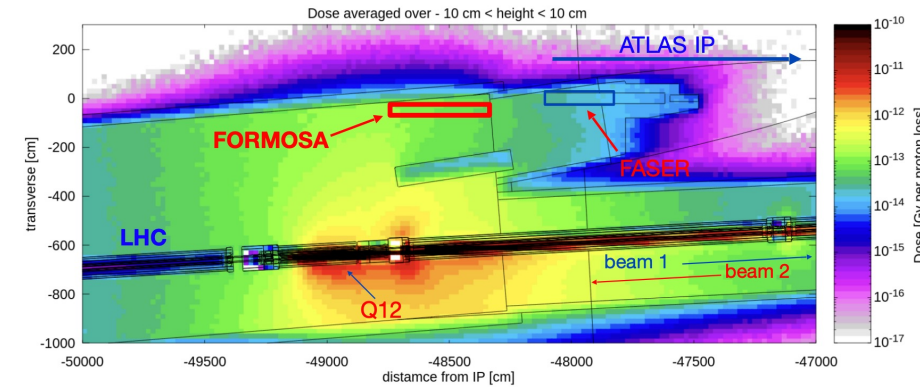 Dose averaged over - 10 cm < height < 10 cm
ATLAS IP
FORMOSA
FASER
LHC
beam 1
beam 2
Q12
transverse [cm]
200
0
-200
-400
-600
-800
-1000
-50000
-49500
-49000
-48500
-48000
-47500
-47000
distamce from IP [cm]
10^-10
10^-11
10^-12
10^-13
10^-14
10^-15
10^-16
10^-17
Dose [Gy per proton loss]